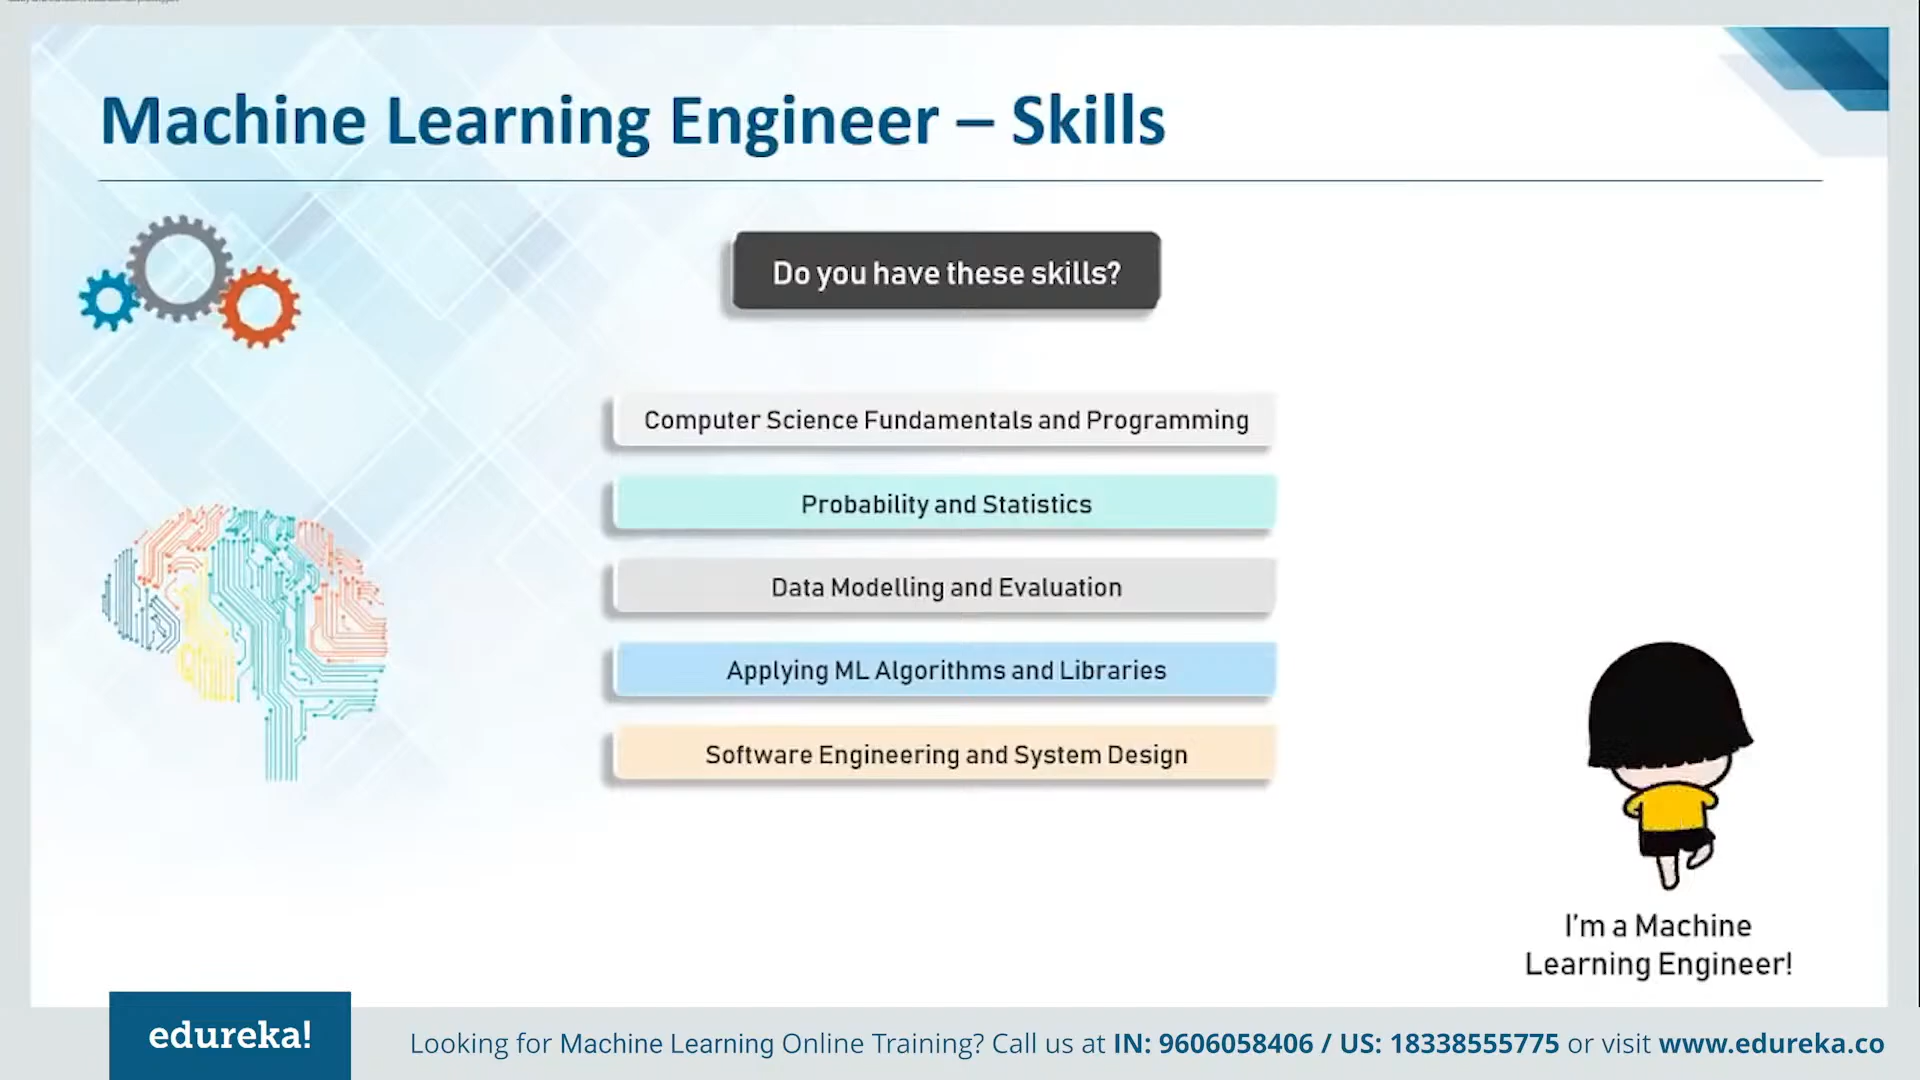 Machine Learning Engineer – Skills
Do you have these skills?
Computer Science Fundamentals and Programming
Probability and Statistics
Data Modelling and Evaluation
Applying ML Algorithms and Libraries
Software Engineering and System Design
I'm a Machine
Learning Engineer!
edureka!
Looking for Machine Learning Online Training? Call us at IN: 9606058406 / US: 18338555775 or visit www.edureka.co